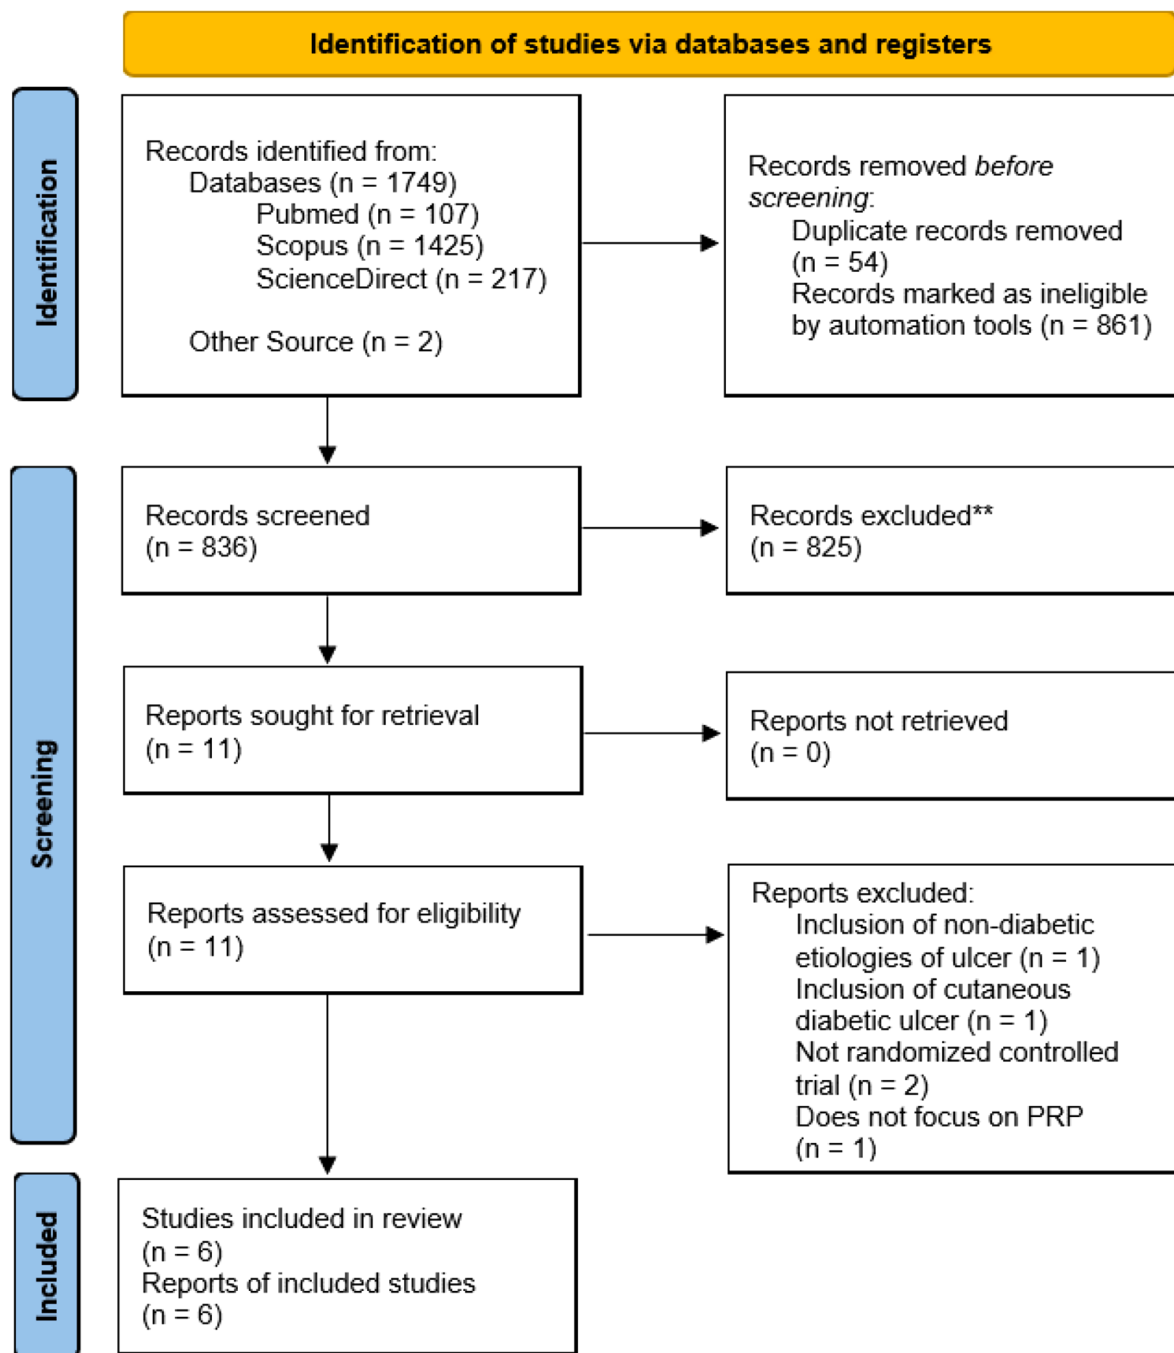 Identification of studies via databases and registers
Identification
Records identified from:
Databases (n = 1749)
Pubmed (n = 107)
Scopus (n = 1425)
ScienceDirect (n = 217)
Other Source (n = 2)
Records removed before
screening:
Duplicate records removed
(n = 54)
Records marked as ineligible
by automation tools (n = 861)
Screening
Records screened
(n = 836)
Records excluded**
(n = 825)
Reports sought for retrieval
(n = 11)
Reports not retrieved
(n = 0)
Reports assessed for eligibility
(n = 11)
Reports excluded:
Inclusion of non-diabetic
etiologies of ulcer (n = 1)
Inclusion of cutaneous
diabetic ulcer (n = 1)
Not randomized controlled
trial (n = 2)
Does not focus on PRP
(n = 1)
Included
Studies included in review
(n = 6)
Reports of included studies
(n = 6)